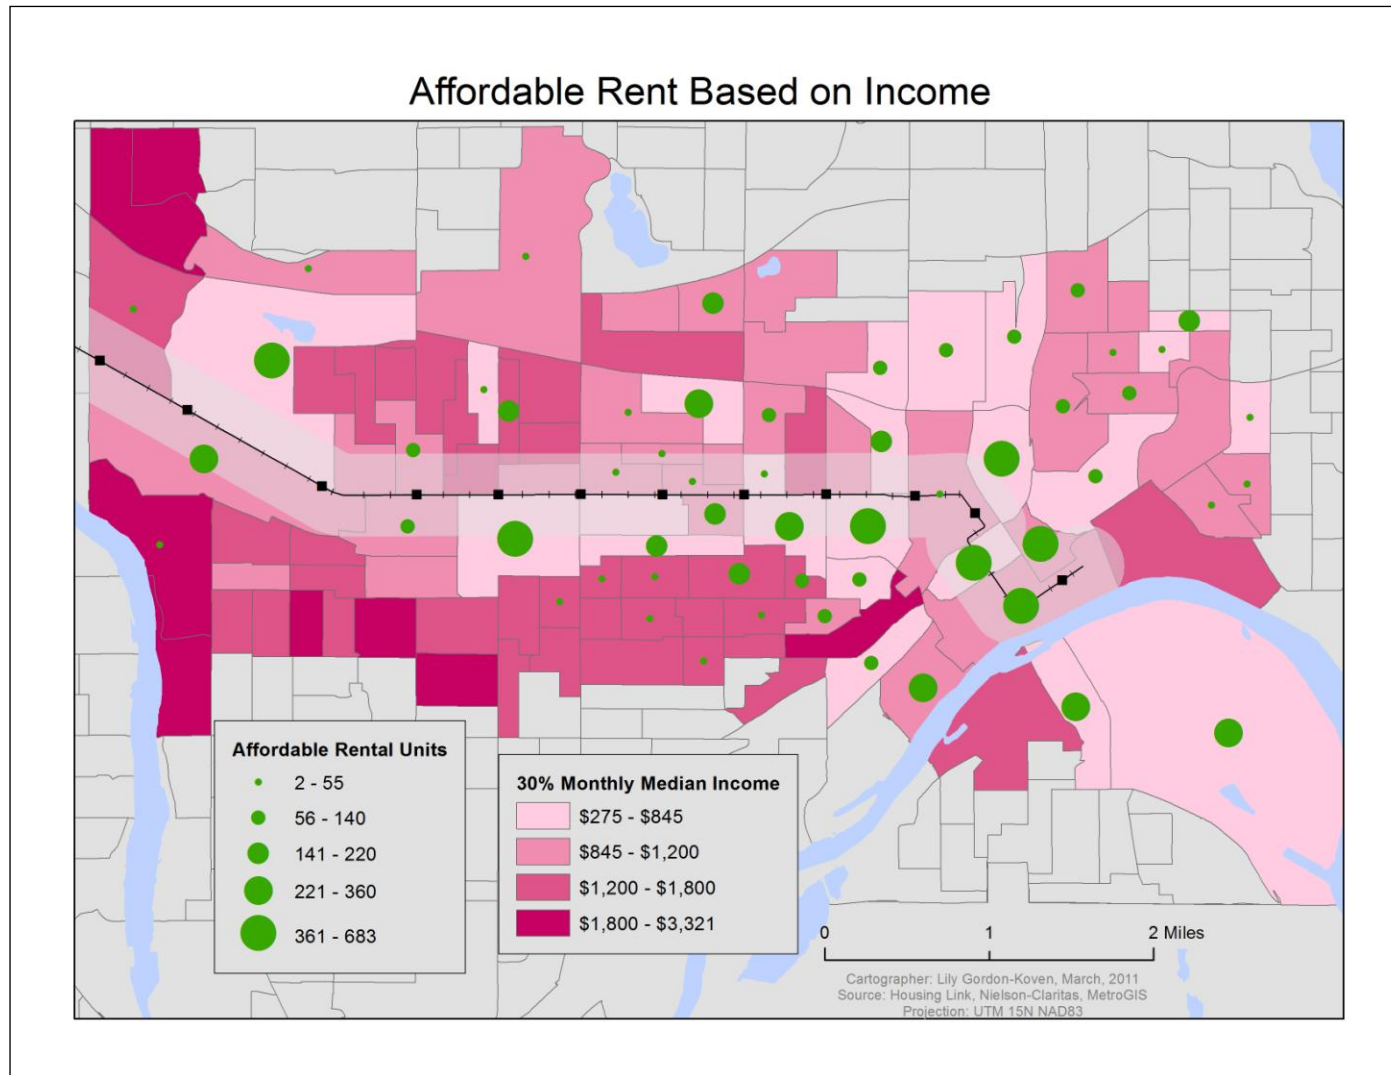 Affordable Rent Based on Income
Affordable Rental Units
2 - 55
56 - 140
141 - 220
221 - 360
361 - 683
30% Monthly Median Income
$275 - $845
$845 - $1,200
$1,200 - $1,800
$1,800 - $3,321
0 1 2 Miles
Cartographer: Lily Gordon-Koven, March, 2011
Source: Housing Link, Nielson-Claritas, MetroGIS
Projection: UTM 15N NAD83